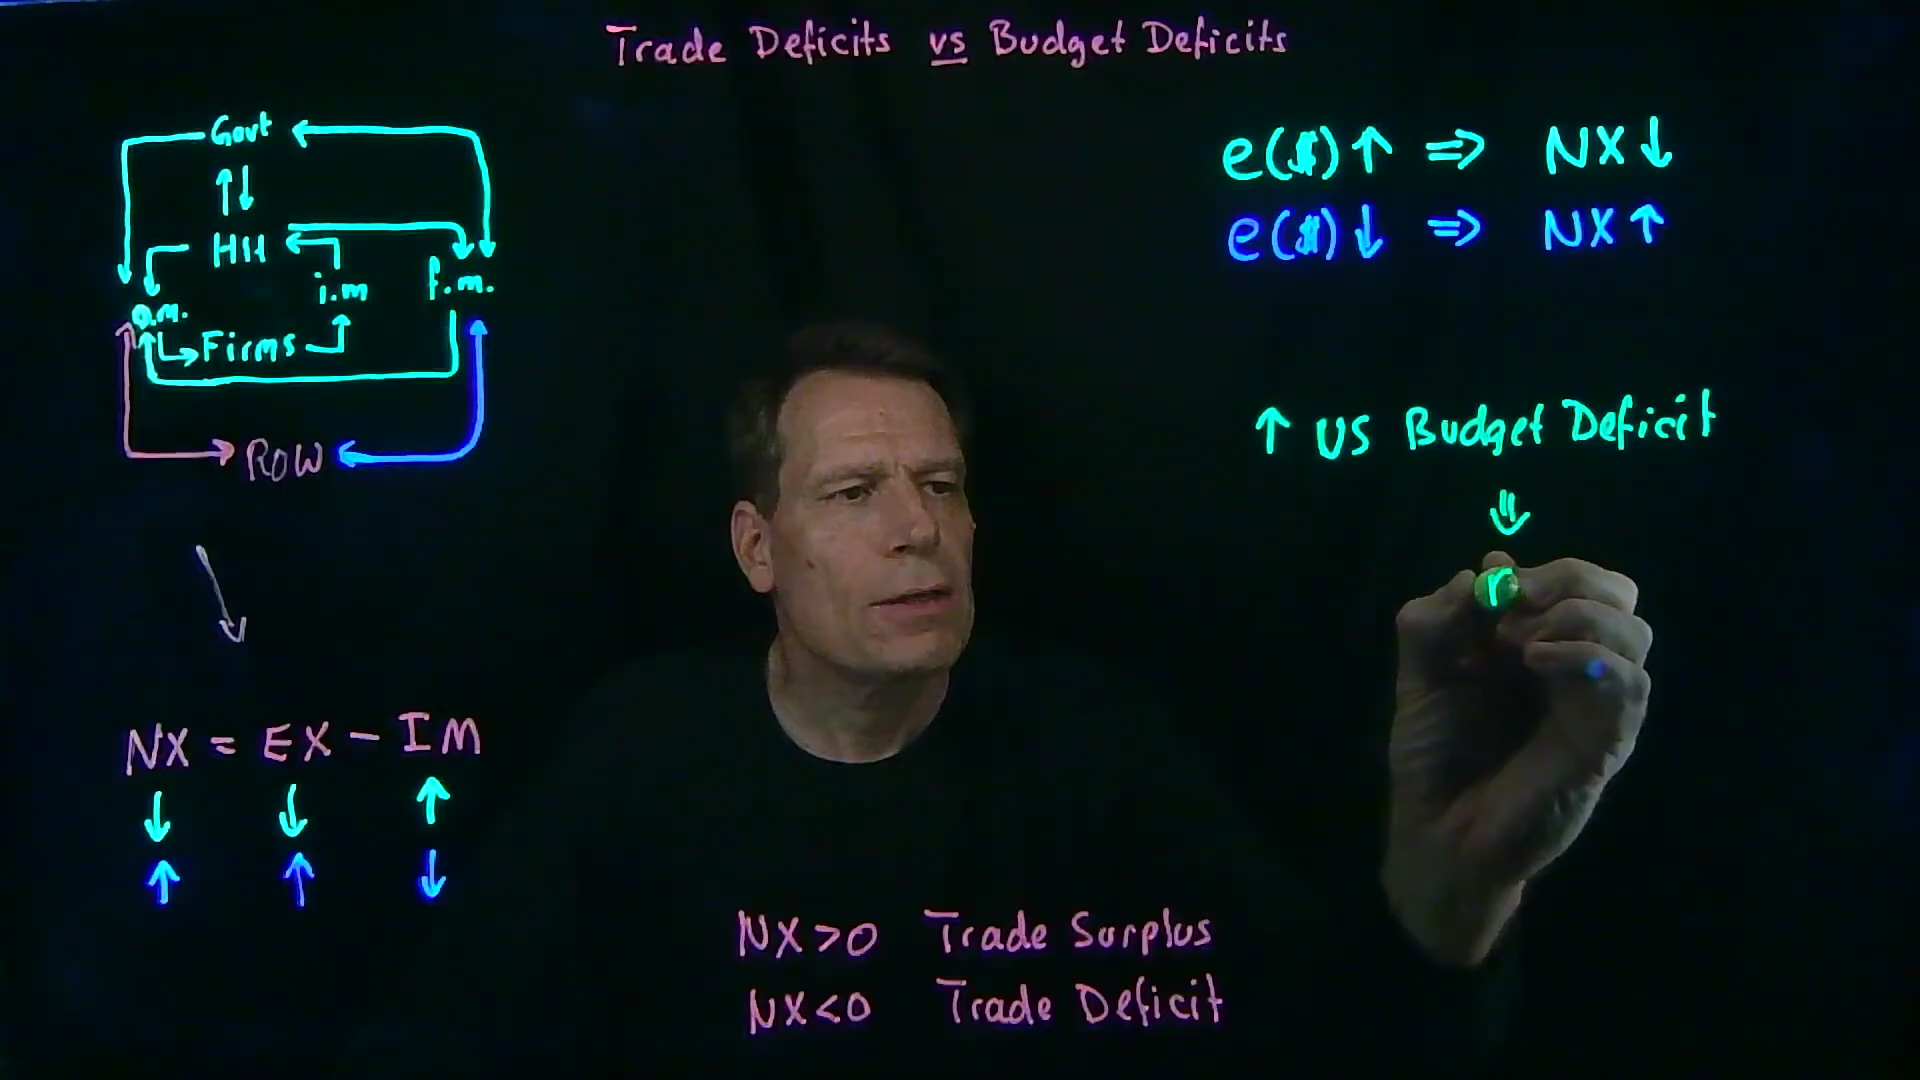 Trade Deficits vs Budget Deficits
Govt
HH
i.m
f.m.
o.m.
Firms
ROW
NX = EX - IM
↓ ↓ ↑
↑ ↑ ↓
e($)↑ ⇒ NX↓
e($)↓ ⇒ NX↑
↑ US Budget Deficit
⇓
r
NX>0 Trade Surplus
NX<0 Trade Deficit